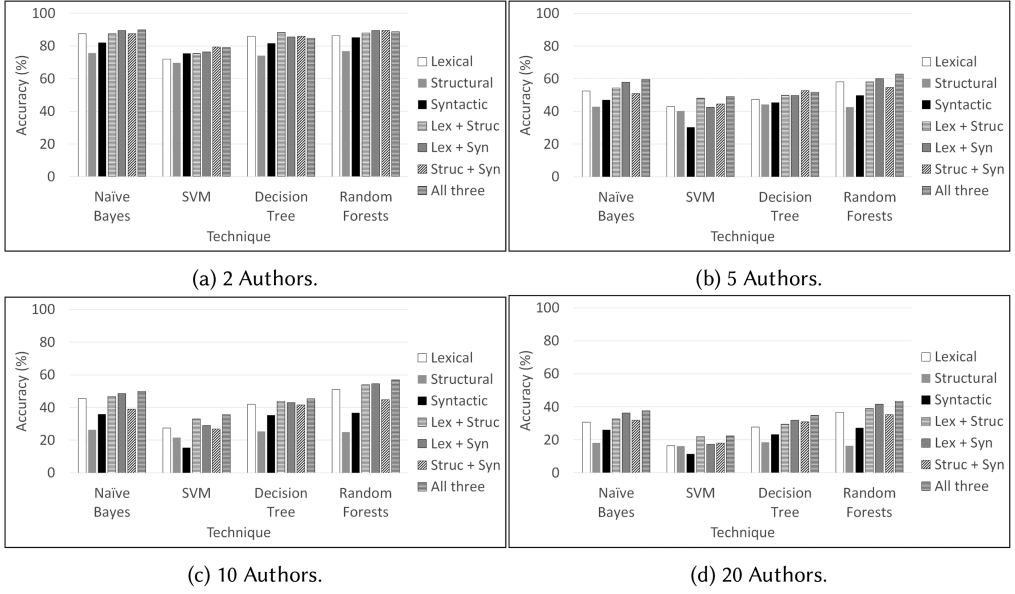 100
80
60
40
20
0
Accuracy (%)
Naïve Bayes
SVM
Decision Tree
Random Forests
Technique
Lexical
Structural
Syntactic
Lex + Struc
Lex + Syn
Struc + Syn
All three
(a) 2 Authors.
100
80
60
40
20
0
Accuracy (%)
Naïve Bayes
SVM
Decision Tree
Random Forests
Technique
Lexical
Structural
Syntactic
Lex + Struc
Lex + Syn
Struc + Syn
All three
(b) 5 Authors.
100
80
60
40
20
0
Accuracy (%)
Naïve Bayes
SVM
Decision Tree
Random Forests
Technique
Lexical
Structural
Syntactic
Lex + Struc
Lex + Syn
Struc + Syn
All three
(c) 10 Authors.
100
80
60
40
20
0
Accuracy (%)
Naïve Bayes
SVM
Decision Tree
Random Forests
Technique
Lexical
Structural
Syntactic
Lex + Struc
Lex + Syn
Struc + Syn
All three
(d) 20 Authors.